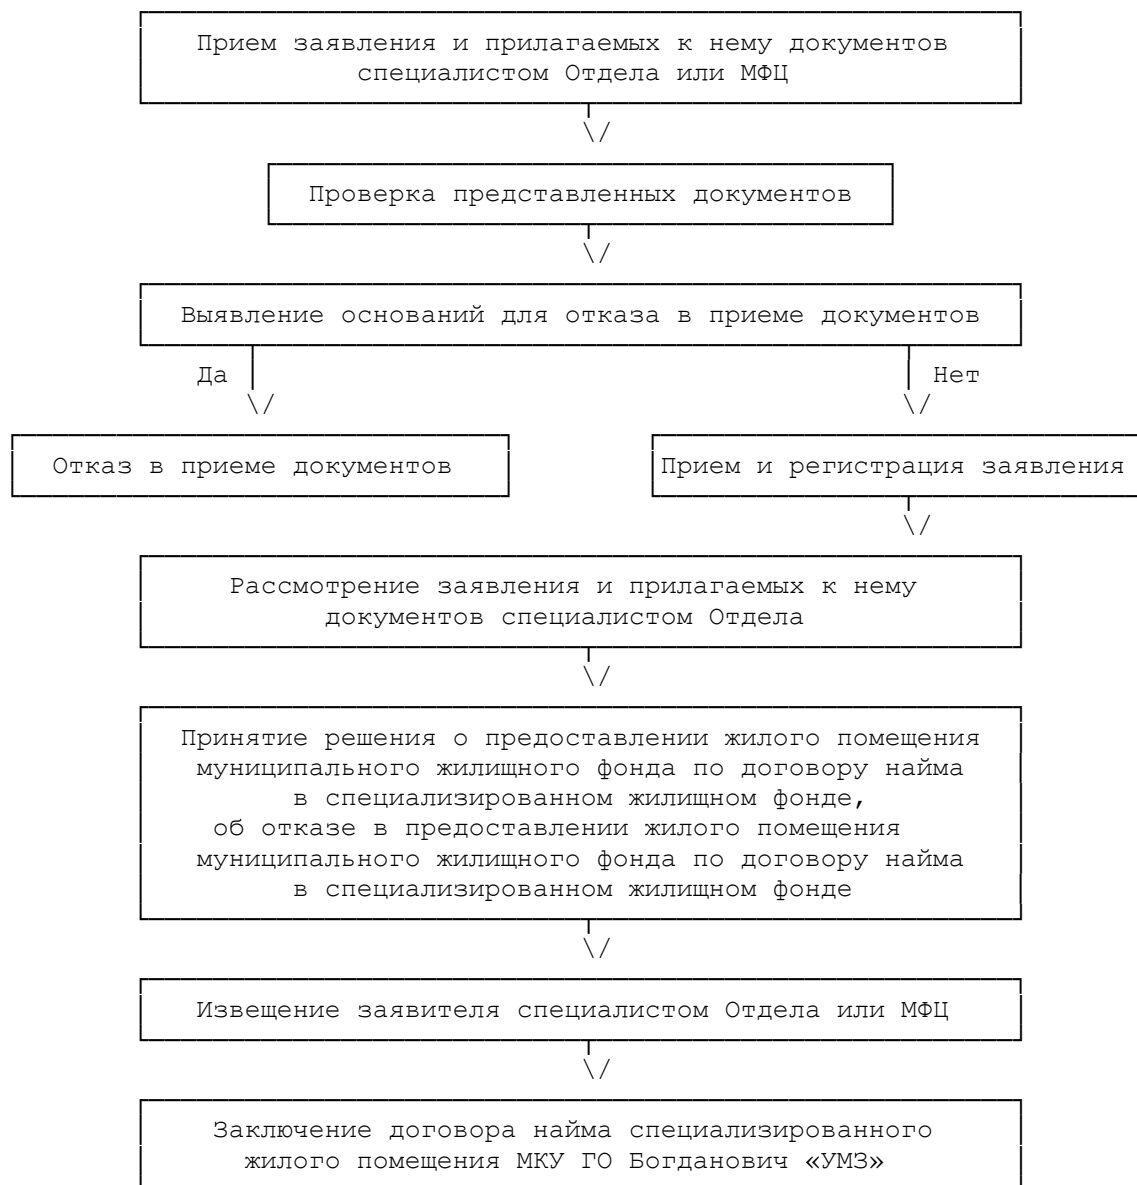 Прием заявления и прилагаемых к нему документов
специалистом Отдела или МФЦ
Проверка представленных документов
Выявление оснований для отказа в приеме документов
Да
Нет
Отказ в приеме документов
Прием и регистрация заявления
Рассмотрение заявления и прилагаемых к нему
документов специалистом Отдела
Принятие решения о предоставлении жилого помещения
муниципального жилищного фонда по договору найма
в специализированном жилищном фонде,
об отказе в предоставлении жилого помещения
муниципального жилищного фонда по договору найма
в специализированном жилищном фонде
Извещение заявителя специалистом Отдела или МФЦ
Заключение договора найма специализированного
жилого помещения МКУ ГО Богданович «УМЗ»